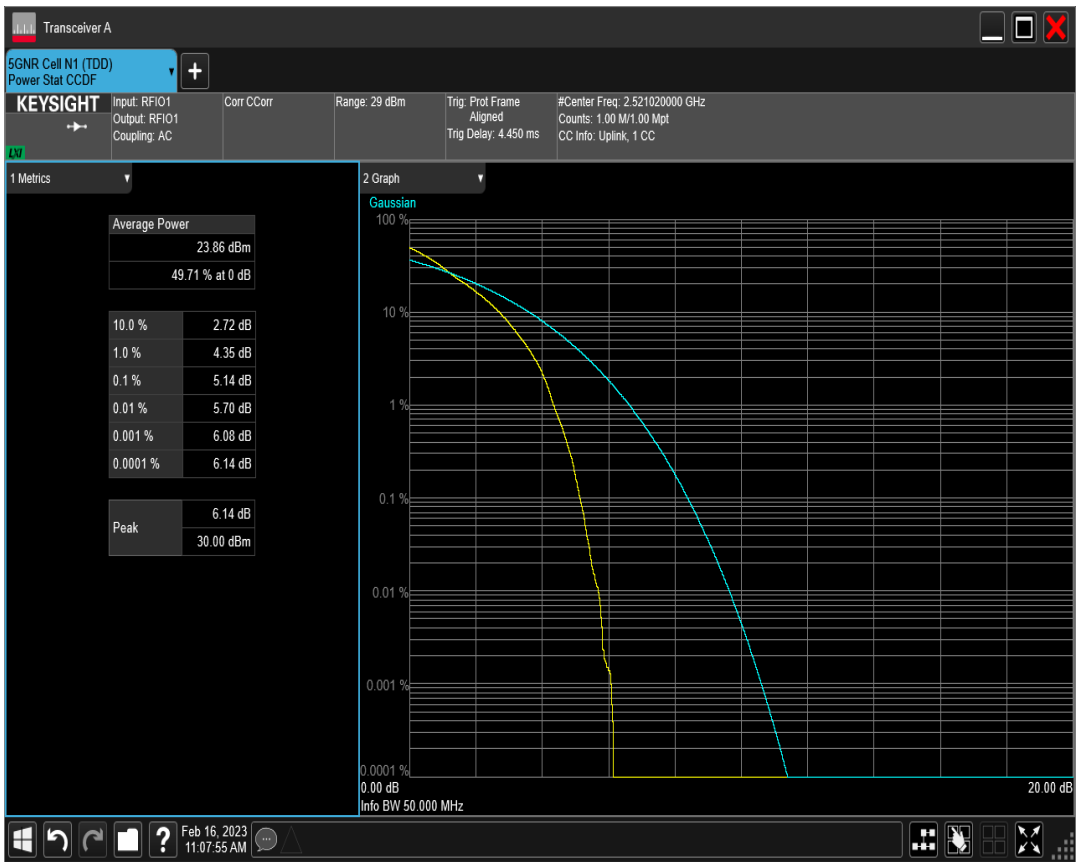 Transceiver A
5GNR Cell N1 (TDD)
Power Stat CCDF
+
KEYSIGHT
LXI
Input: RFIO1
Output: RFIO1
Coupling: AC
Corr CCorr
Range: 29 dBm
Trig: Prot Frame
Aligned
Trig Delay: 4.450 ms
#Center Freq: 2.521020000 GHz
Counts: 1.00 M/1.00 Mpt
CC Info: Uplink, 1 CC
1 Metrics
Average Power
23.86 dBm
49.71 % at 0 dB
10.0 % 2.72 dB
1.0 % 4.35 dB
0.1 % 5.14 dB
0.01 % 5.70 dB
0.001 % 6.08 dB
0.0001 % 6.14 dB
Peak
6.14 dB
30.00 dBm
2 Graph
Gaussian
100 %
10 %
1 %
0.1 %
0.01 %
0.001 %
0.0001 %
0.00 dB 20.00 dB
Info BW 50.000 MHz
?
Feb 16, 2023
11:07:55 AM